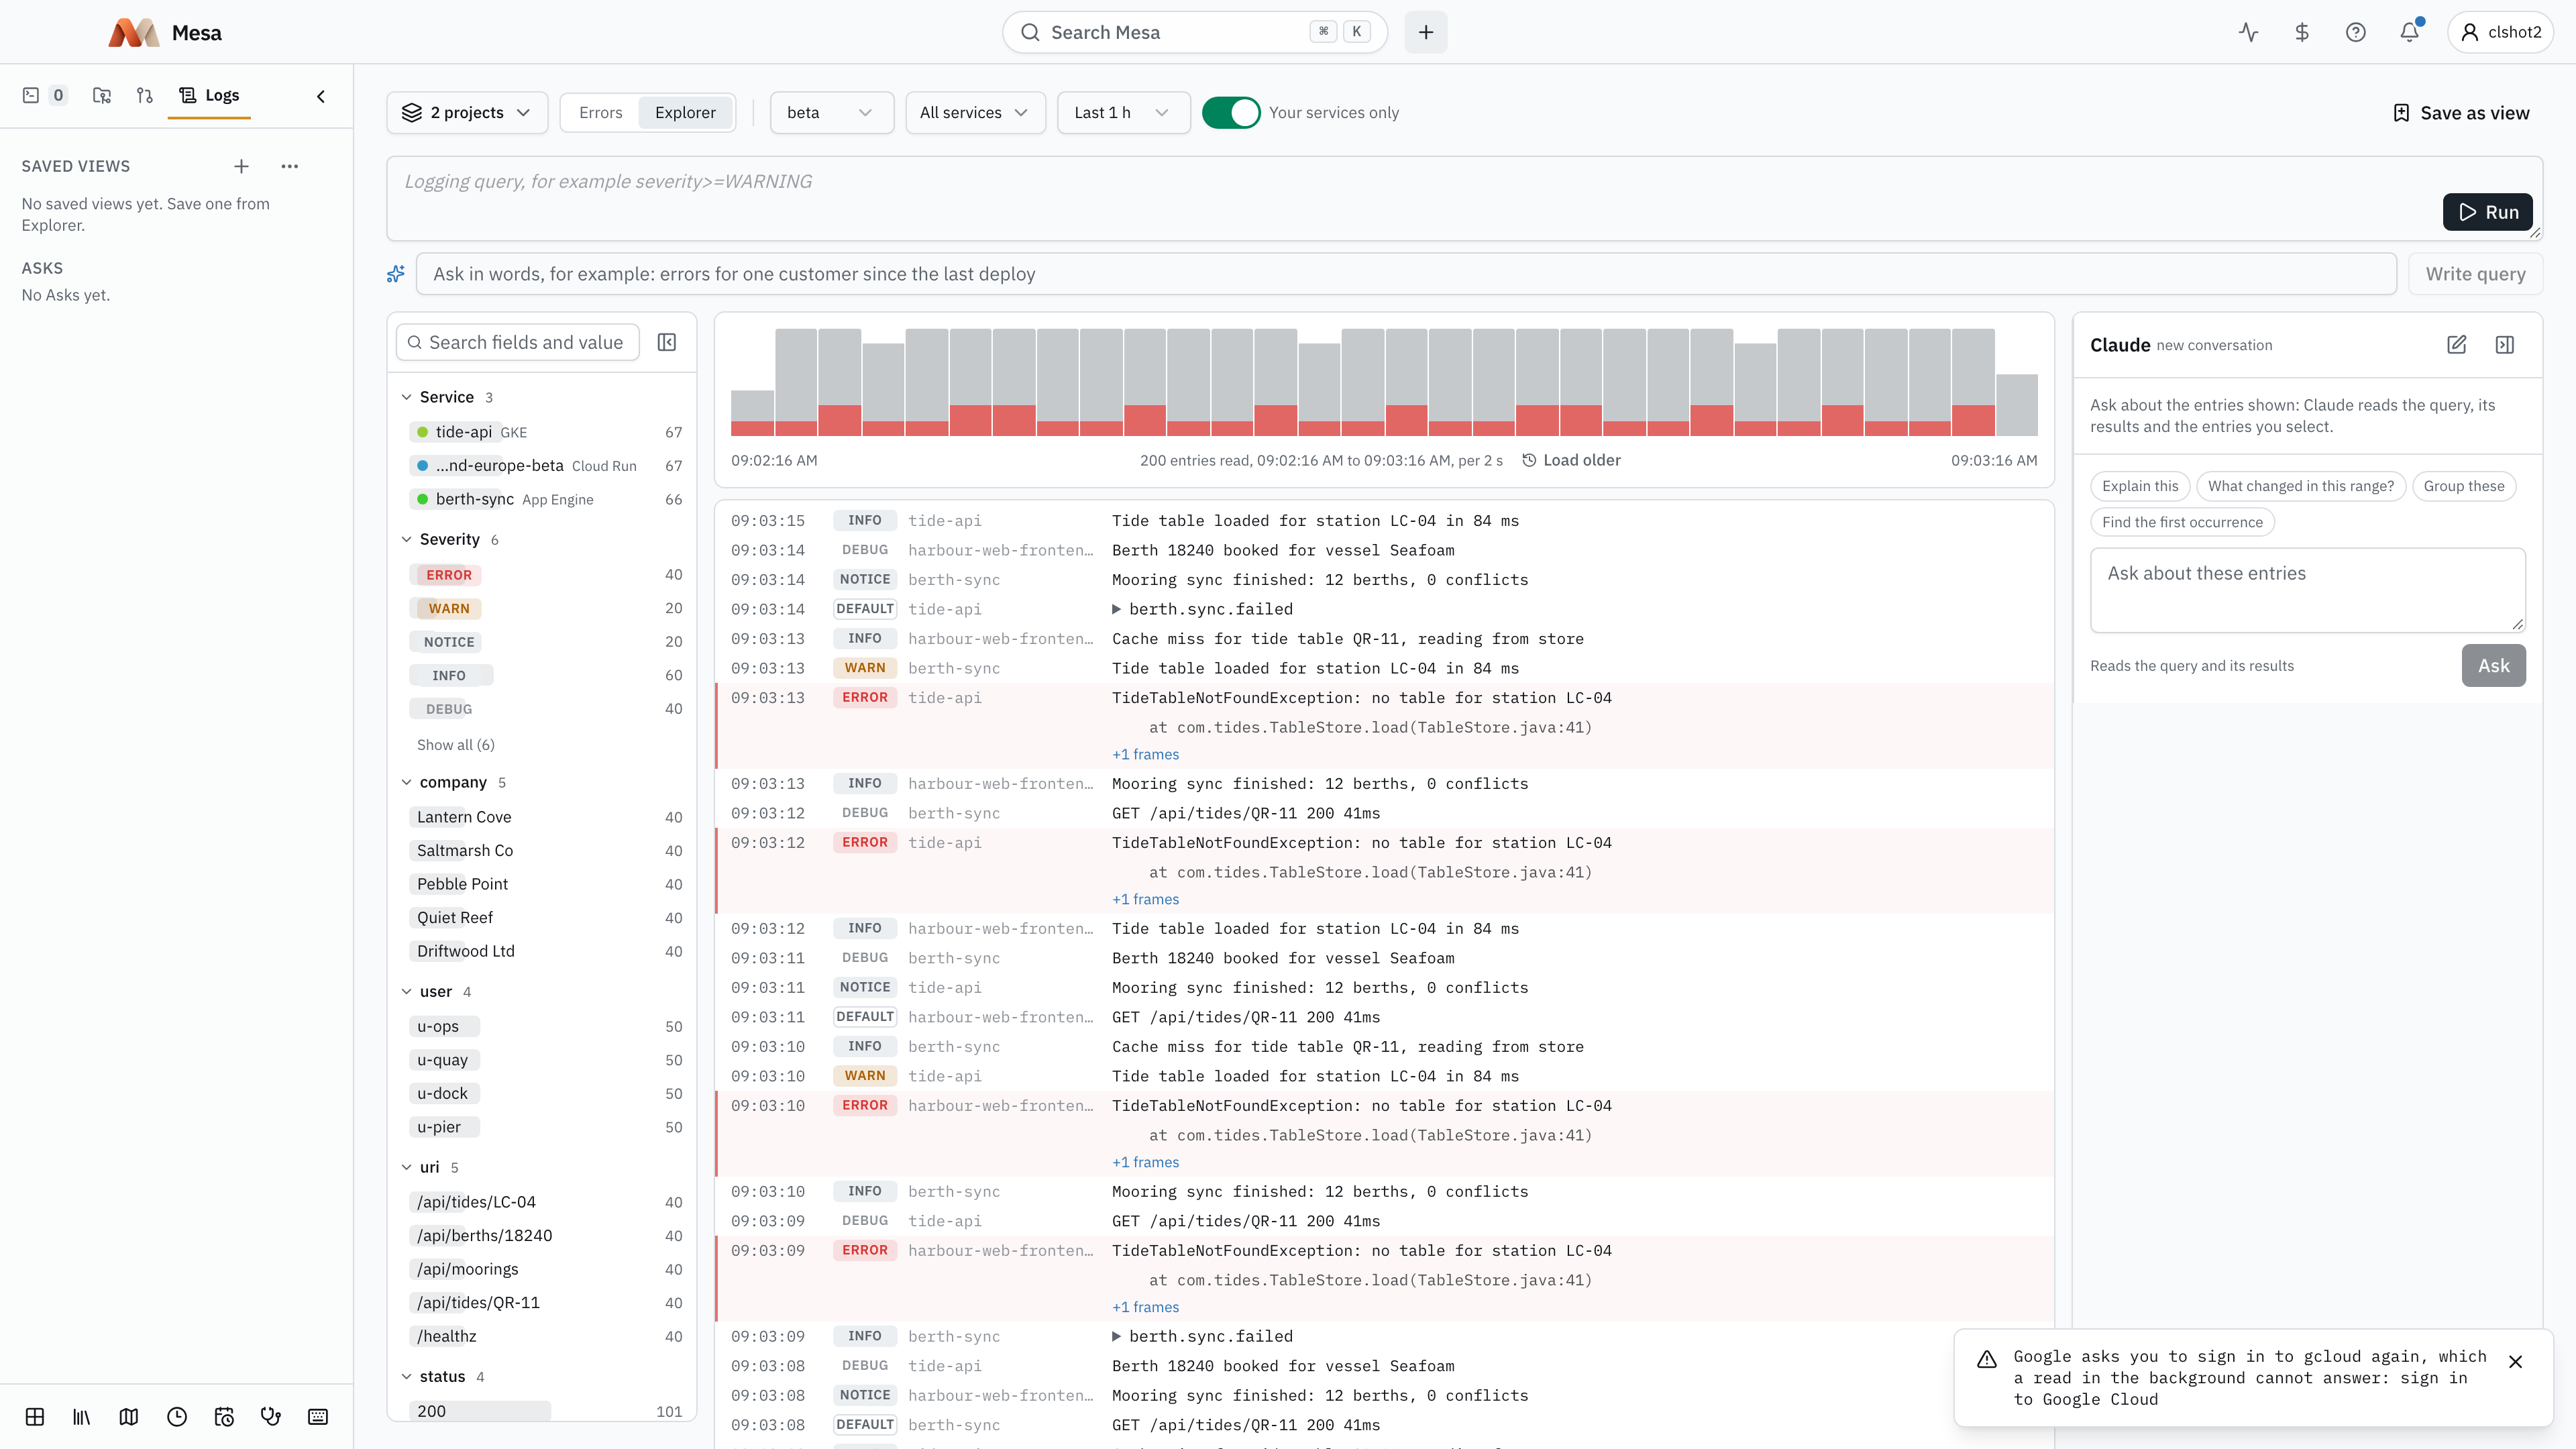 Mesa
Search Mesa
⌘ K
clshot2
0
Logs
SAVED VIEWS
No saved views yet. Save one from
Explorer.
ASKS
No Asks yet.
2 projects
Errors
Explorer
beta
All services
Last 1 h
Your services only
Save as view
Logging query, for example severity>=WARNING
Run
Ask in words, for example: errors for one customer since the last deploy
Write query
Search fields and value
Service 3
tide-api GKE 67
...nd-europe-beta Cloud Run 67
berth-sync App Engine 66
Severity 6
ERROR 40
WARN 20
NOTICE 20
INFO 60
DEBUG 40
Show all (6)
company 5
Lantern Cove 40
Saltmarsh Co 40
Pebble Point 40
Quiet Reef 40
Driftwood Ltd 40
user 4
u-ops 50
u-quay 50
u-dock 50
u-pier 50
uri 5
/api/tides/LC-04 40
/api/berths/18240 40
/api/moorings 40
/api/tides/QR-11 40
/healthz 40
status 4
200 101
09:02:16 AM
200 entries read, 09:02:16 AM to 09:03:16 AM, per 2 s
Load older
09:03:16 AM
09:03:15 INFO tide-api Tide table loaded for station LC-04 in 84 ms
09:03:14 DEBUG harbour-web-fronten… Berth 18240 booked for vessel Seafoam
09:03:14 NOTICE berth-sync Mooring sync finished: 12 berths, 0 conflicts
09:03:14 DEFAULT tide-api berth.sync.failed
09:03:13 INFO harbour-web-fronten… Cache miss for tide table QR-11, reading from store
09:03:13 WARN berth-sync Tide table loaded for station LC-04 in 84 ms
09:03:13 ERROR tide-api TideTableNotFoundException: no table for station LC-04
at com.tides.TableStore.load(TableStore.java:41)
+1 frames
09:03:13 INFO harbour-web-fronten… Mooring sync finished: 12 berths, 0 conflicts
09:03:12 DEBUG berth-sync GET /api/tides/QR-11 200 41ms
09:03:12 ERROR tide-api TideTableNotFoundException: no table for station LC-04
at com.tides.TableStore.load(TableStore.java:41)
+1 frames
09:03:12 INFO harbour-web-fronten… Tide table loaded for station LC-04 in 84 ms
09:03:11 DEBUG berth-sync Berth 18240 booked for vessel Seafoam
09:03:11 NOTICE tide-api Mooring sync finished: 12 berths, 0 conflicts
09:03:11 DEFAULT harbour-web-fronten… GET /api/tides/QR-11 200 41ms
09:03:10 INFO berth-sync Cache miss for tide table QR-11, reading from store
09:03:10 WARN tide-api Tide table loaded for station LC-04 in 84 ms
09:03:10 ERROR harbour-web-fronten… TideTableNotFoundException: no table for station LC-04
at com.tides.TableStore.load(TableStore.java:41)
+1 frames
09:03:10 INFO berth-sync Mooring sync finished: 12 berths, 0 conflicts
09:03:09 DEBUG tide-api GET /api/tides/QR-11 200 41ms
09:03:09 ERROR harbour-web-fronten… TideTableNotFoundException: no table for station LC-04
at com.tides.TableStore.load(TableStore.java:41)
+1 frames
09:03:09 INFO berth-sync berth.sync.failed
09:03:08 DEBUG tide-api Berth 18240 booked for vessel Seafoam
09:03:08 NOTICE harbour-web-fronten… Mooring sync finished: 12 berths, 0 conflicts
09:03:08 DEFAULT berth-sync GET /api/tides/QR-11 200 41ms
Claude new conversation
Ask about the entries shown: Claude reads the query, its
results and the entries you select.
Explain this
What changed in this range?
Group these
Find the first occurrence
Ask about these entries
Reads the query and its results
Ask
Google asks you to sign in to gcloud again, which
a read in the background cannot answer: sign in
to Google Cloud